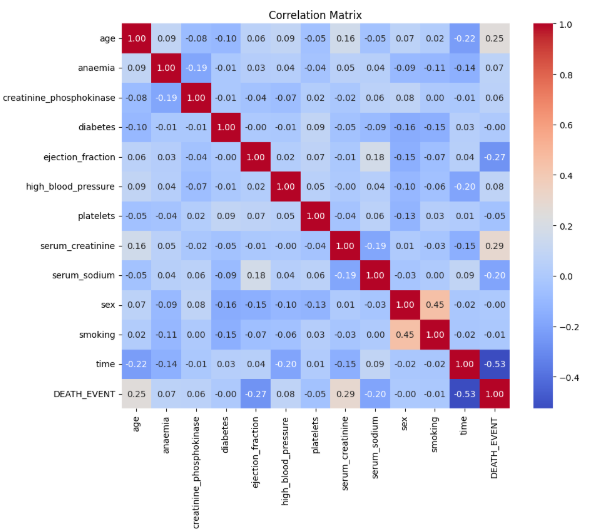 Correlation Matrix
age 1.00 0.09 -0.08 -0.10 0.06 0.09 -0.05 0.16 -0.05 0.07 0.02 -0.22 0.25
anaemia 0.09 1.00 -0.19 -0.01 0.03 0.04 -0.04 0.05 0.04 -0.09 -0.11 -0.14 0.07
creatinine_phosphokinase -0.08 -0.19 1.00 -0.01 -0.04 -0.07 0.02 -0.02 0.06 0.08 0.00 -0.01 0.06
diabetes -0.10 -0.01 -0.01 1.00 -0.00 -0.01 0.09 -0.05 -0.09 -0.16 -0.15 0.03 -0.00
ejection_fraction 0.06 0.03 -0.04 -0.00 1.00 0.02 0.07 -0.01 0.18 -0.15 -0.07 0.04 -0.27
high_blood_pressure 0.09 0.04 -0.07 -0.01 0.02 1.00 0.05 -0.00 0.04 -0.10 -0.06 -0.20 0.08
platelets -0.05 -0.04 0.02 0.09 0.07 0.05 1.00 -0.04 0.06 -0.13 0.03 0.01 -0.05
serum_creatinine 0.16 0.05 -0.02 -0.05 -0.01 -0.00 -0.04 1.00 -0.19 0.01 -0.03 -0.15 0.29
serum_sodium -0.05 0.04 0.06 -0.09 0.18 0.04 0.06 -0.19 1.00 -0.03 0.00 0.09 -0.20
sex 0.07 -0.09 0.08 -0.16 -0.15 -0.10 -0.13 0.01 -0.03 1.00 0.45 -0.02 -0.00
smoking 0.02 -0.11 0.00 -0.15 -0.07 -0.06 0.03 -0.03 0.00 0.45 1.00 -0.02 -0.01
time -0.22 -0.14 -0.01 0.03 0.04 -0.20 0.01 -0.15 0.09 -0.02 -0.02 1.00 -0.53
DEATH_EVENT 0.25 0.07 0.06 -0.00 -0.27 0.08 -0.05 0.29 -0.20 -0.00 -0.01 -0.53 1.00
age
anaemia
creatinine_phosphokinase
diabetes
ejection_fraction
high_blood_pressure
platelets
serum_creatinine
serum_sodium
sex
smoking
time
DEATH_EVENT
1.0
0.8
0.6
0.4
0.2
0.0
−0.2
−0.4